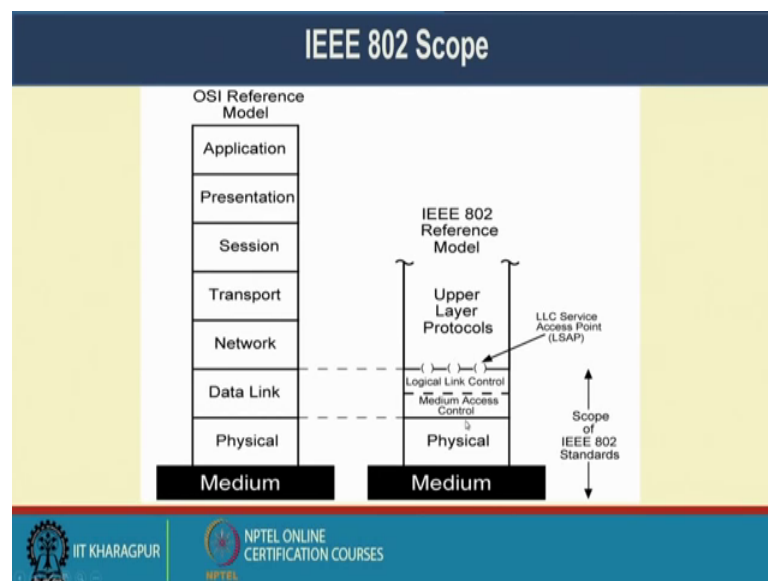 IEEE 802 Scope
OSI Reference
Model
Application
Presentation
Session
Transport
Network
Data Link
Physical
Medium
IEEE 802
Reference
Model
Upper
Layer
Protocols
LLC Service
Access Point
(LSAP)
Logical Link Control
Medium Access
Control
Physical
Medium
Scope
of
IEEE 802
Standards
IIT KHARAGPUR
NPTEL ONLINE
CERTIFICATION COURSES
NPTEL